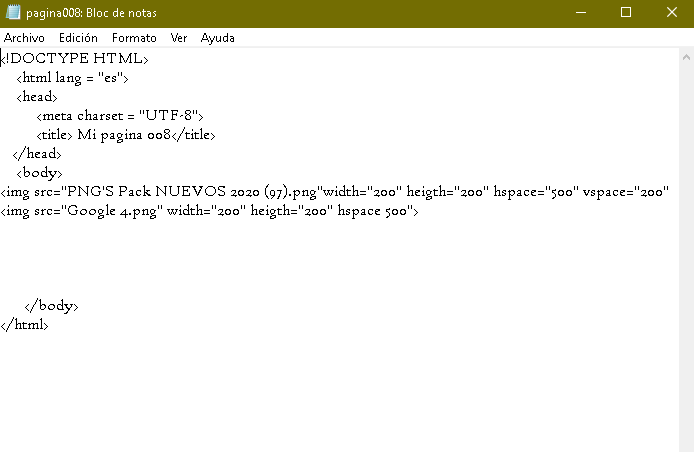 pagina008: Bloc de notas
Archivo Edición Formato Ver Ayuda
<!DOCTYPE HTML>
<html lang = "es">
<head>
<meta charset = "UTF-8">
<title> Mi pagina 008</title>
</head>
<body>
<img src="PNG'S Pack NUEVOS 2020 (97).png"width="200" heigth="200" hspace="500" vspace="200"
<img src="Google 4.png" width="200" heigth="200" hspace 500">
</body>
</html>